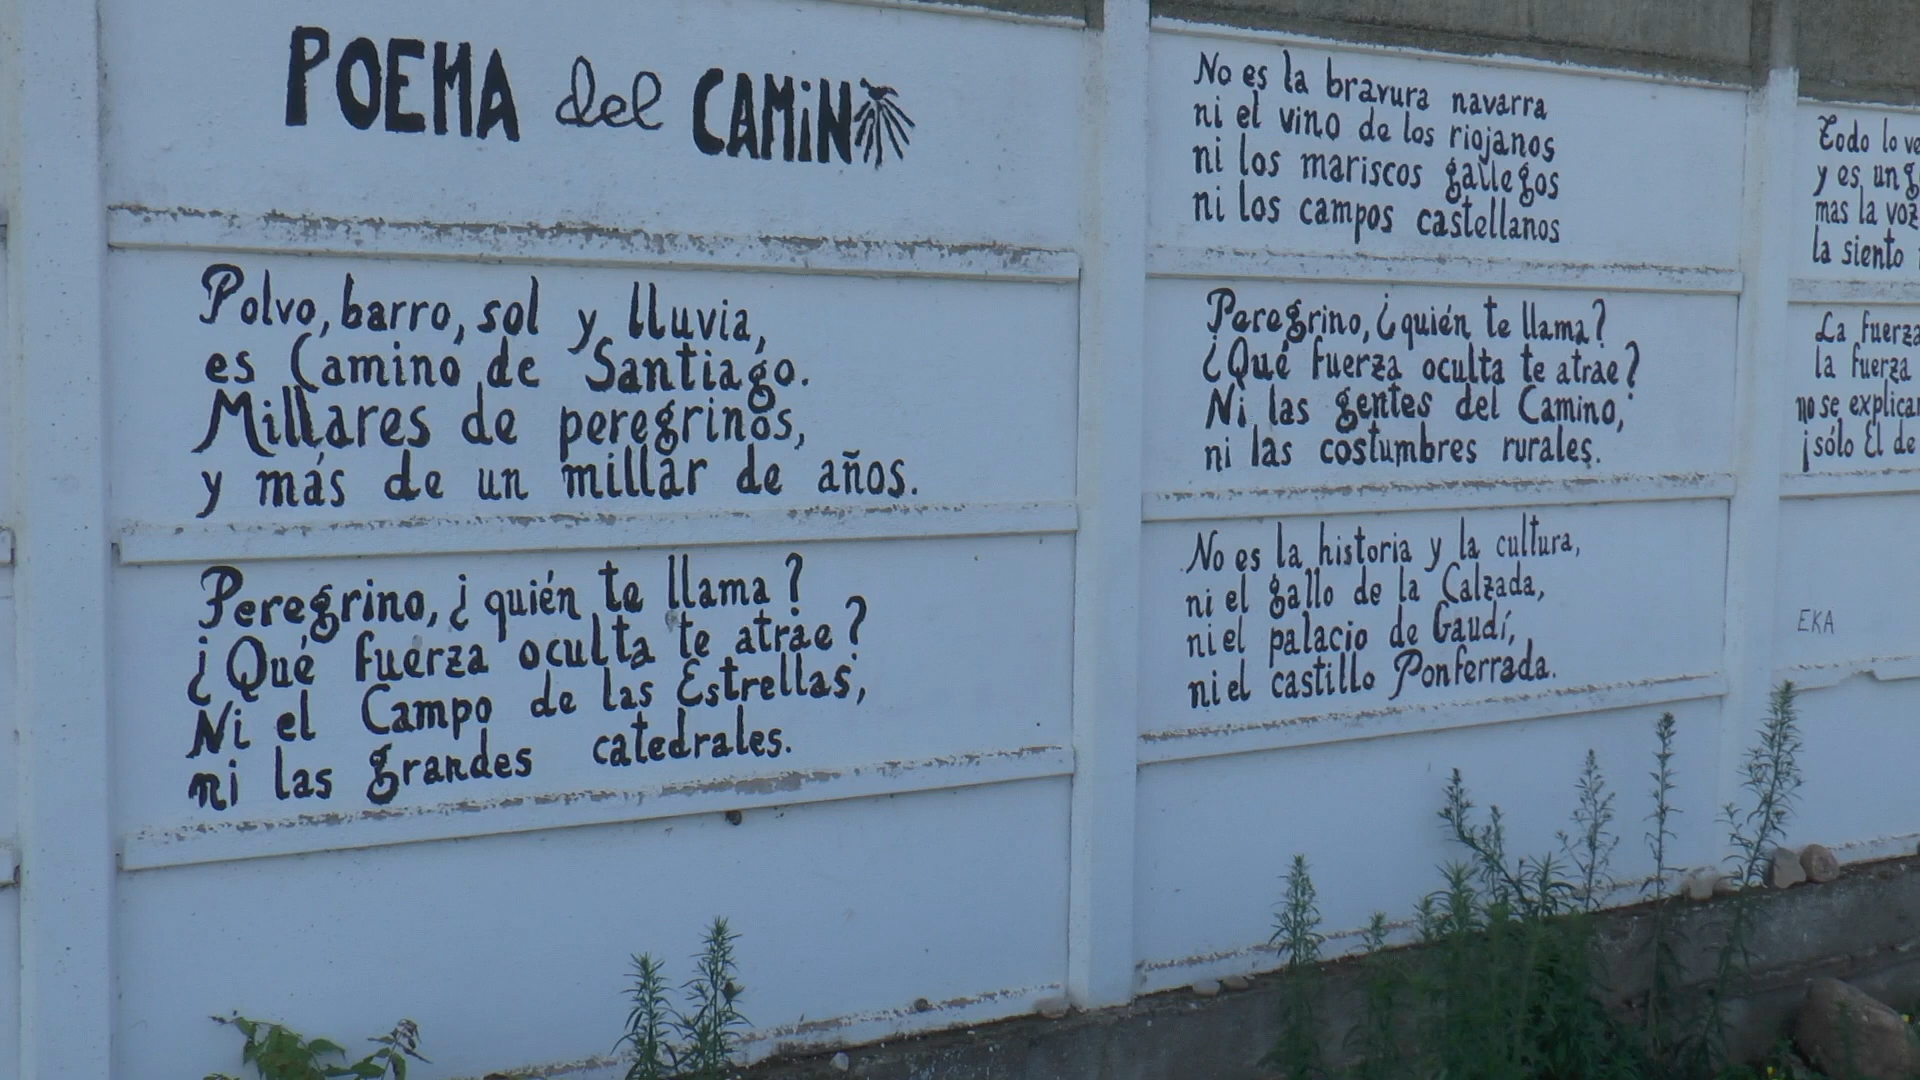 POEMA del CAMINO
Polvo, barro, sol y lluvia,
es Camino de Santiago.
Millares de peregrinos,
y más de un millar de años.
Peregrino, ¿quién te llama?
¿Qué fuerza oculta te atrae?
Ni el Campo de las Estrellas,
ni las grandes catedrales.
No es la bravura navarra
ni el vino de los riojanos
ni los mariscos gallegos
ni los campos castellanos
Peregrino, ¿quién te llama?
¿Qué fuerza oculta te atrae?
Ni las gentes del Camino,
ni las costumbres rurales.
No es la historia y la cultura,
ni el gallo de la Calzada,
ni el palacio de Gaudí,
ni el castillo Ponferrada.
Todo lo
y es un
mas la voz
la siento
La fuerza
la fuerza
no se
¡sólo El de
EKA